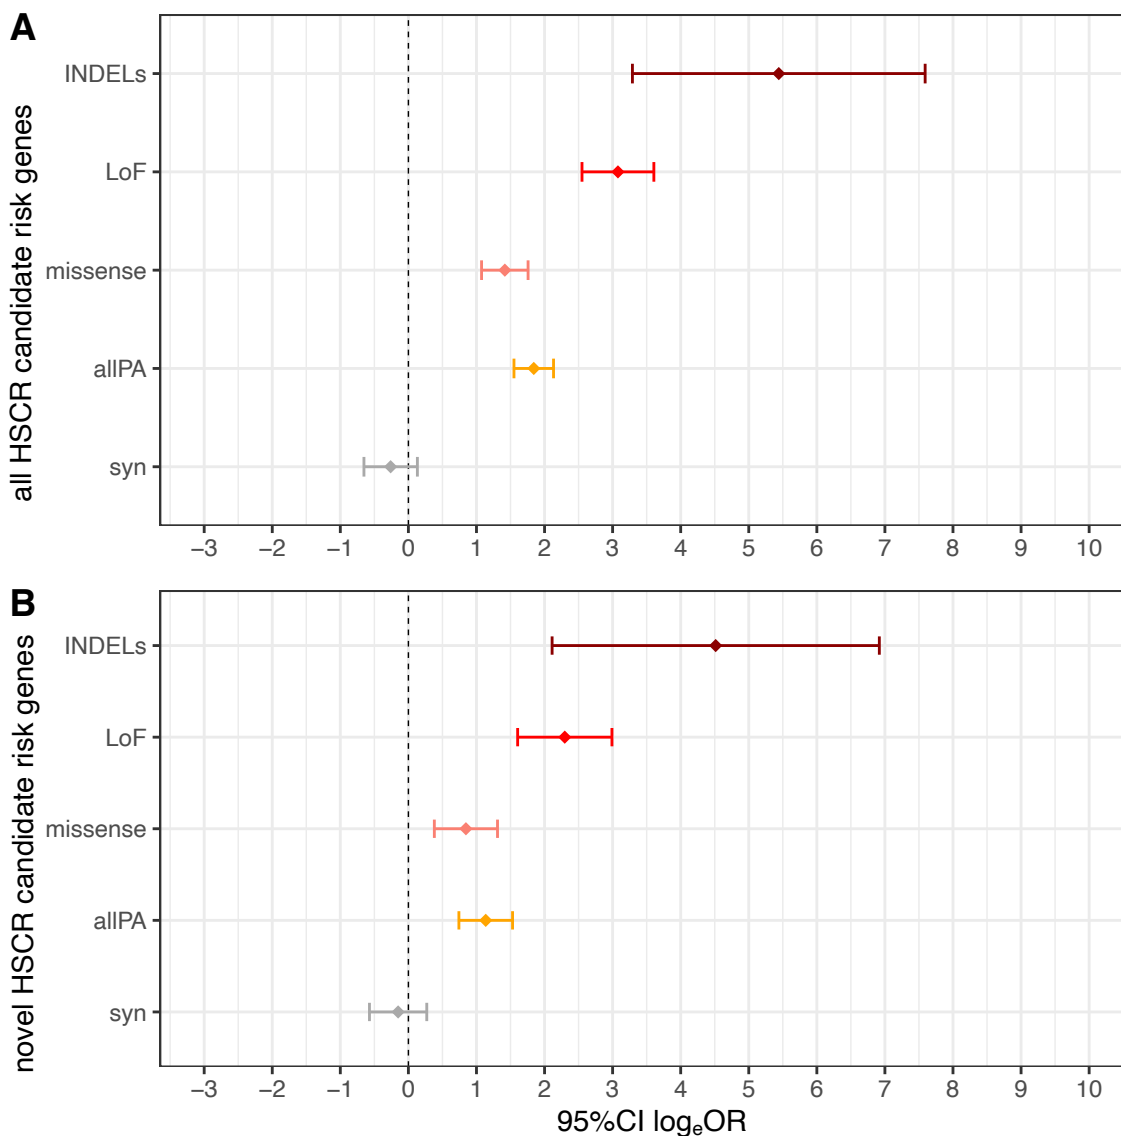 A
all HSCR candidate risk genes
INDELs
LoF
missense
allPA
syn
−3 −2 −1 0 1 2 3 4 5 6 7 8 9 10
B
novel HSCR candidate risk genes
INDELs
LoF
missense
allPA
syn
−3 −2 −1 0 1 2 3 4 5 6 7 8 9 10
95%CI logₑOR